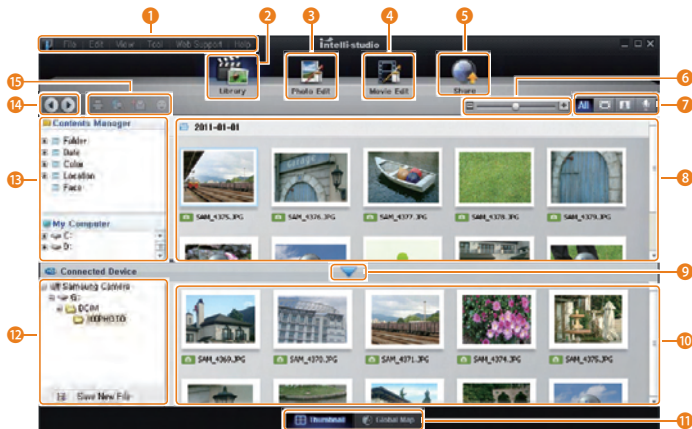 1 2 3 4 5
File Edit View Tool Web Support Help
intelli-studio
15
Library Photo Edit Movie Edit Share
6
14
All
7
Contents Manager
2011-01-01
Folder
Date
Color
Location
Face
13
8
SAM_4375.JPG SAM_4376.JPG SAM_4377.JPG SAM_4378.JPG SAM_4379.JPG
My Computer
C:
D:
Connected Device
9
Samsung Camera
G:
DCIM
100PHOTO
12
10
SAM_4369.JPG SAM_4370.JPG SAM_4371.JPG SAM_4374.JPG SAM_4375.JPG
Save New File
Thumbnail Global Map
11